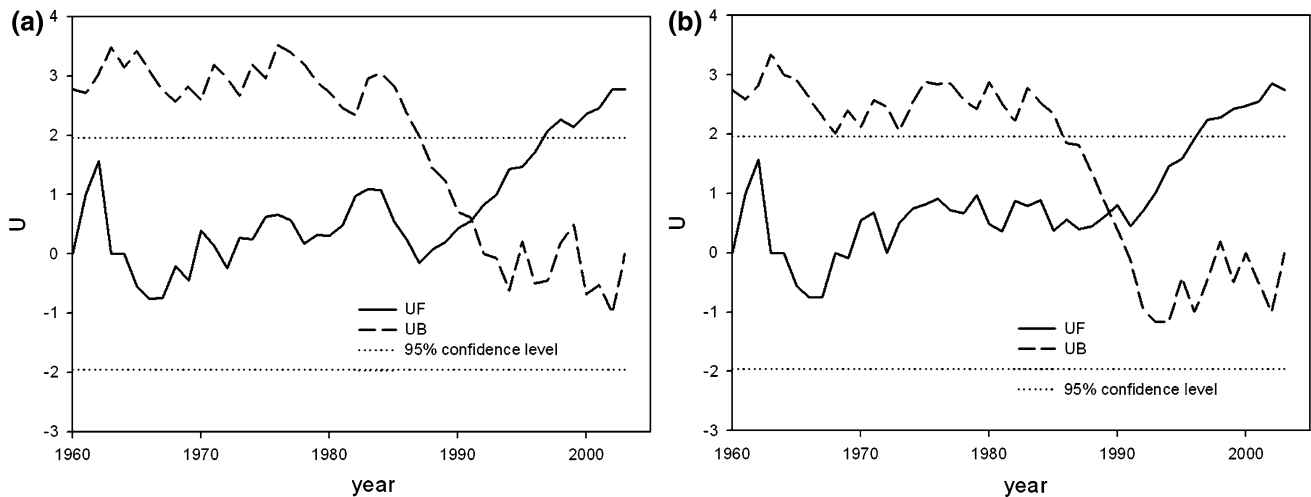 (a)
4
3
2
1
0
-1
-2
-3
U
UF
UB
95% confidence level
1960 1970 1980 1990 2000
year
(b)
4
3
2
1
0
-1
-2
-3
U
UF
UB
95% confidence level
1960 1970 1980 1990 2000
year